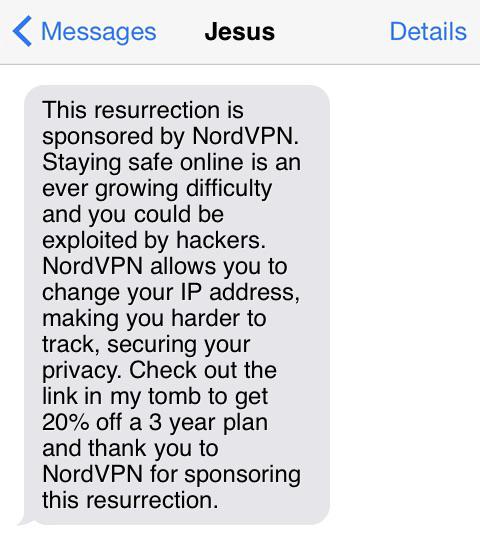 Messages Jesus Details
This resurrection is
sponsored by NordVPN.
Staying safe online is an
ever growing difficulty
and you could be
exploited by hackers.
NordVPN allows you to
change your IP address,
making you harder to
track, securing your
privacy. Check out the
link in my tomb to get
20% off a 3 year plan
and thank you to
NordVPN for sponsoring
this resurrection.